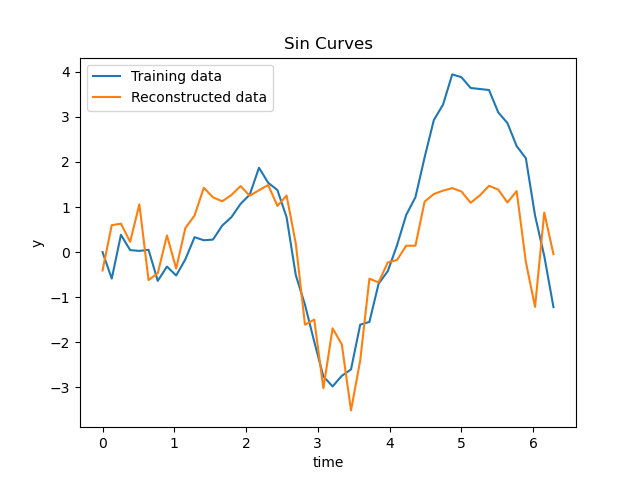 Sin Curves
Training data
Reconstructed data
4
3
2
1
0
−1
−2
−3
y
0 1 2 3 4 5 6
time